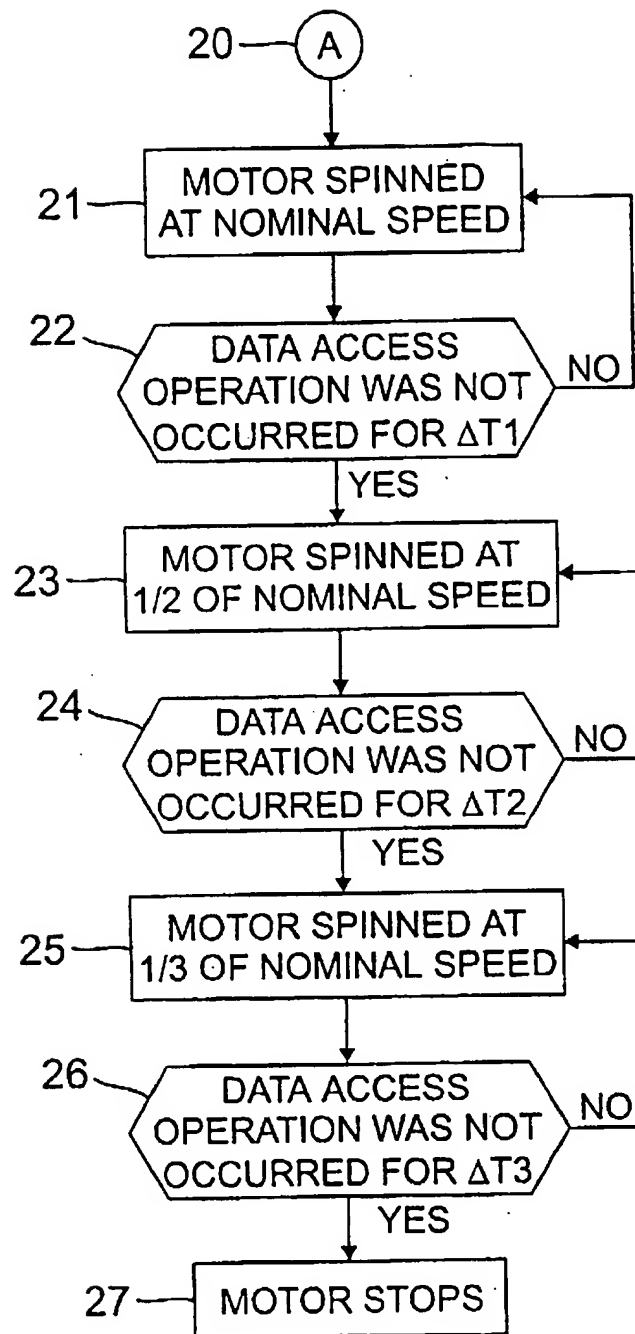 20
A
21
MOTOR SPINNED
AT NOMINAL SPEED
22
DATA ACCESS
OPERATION WAS NOT
OCCURRED FOR ΔT1
NO
YES
23
MOTOR SPINNED AT
1/2 OF NOMINAL SPEED
24
DATA ACCESS
OPERATION WAS NOT
OCCURRED FOR ΔT2
NO
YES
25
MOTOR SPINNED AT
1/3 OF NOMINAL SPEED
26
DATA ACCESS
OPERATION WAS NOT
OCCURRED FOR ΔT3
NO
YES
27
MOTOR STOPS